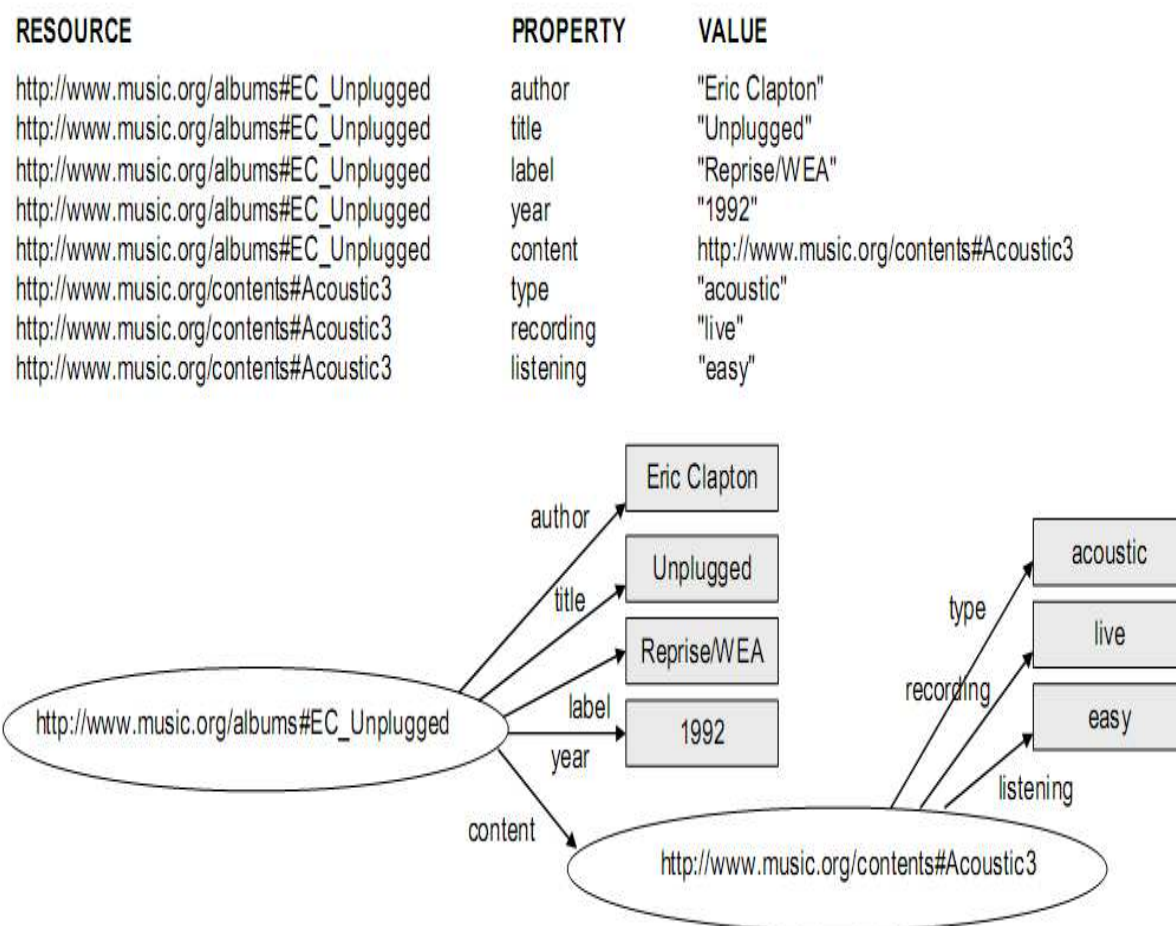 RESOURCE PROPERTY VALUE
http://www.music.org/albums#EC_Unplugged author "Eric Clapton"
http://www.music.org/albums#EC_Unplugged title "Unplugged"
http://www.music.org/albums#EC_Unplugged label "Reprise/WEA"
http://www.music.org/albums#EC_Unplugged year "1992"
http://www.music.org/albums#EC_Unplugged content http://www.music.org/contents#Acoustic3
http://www.music.org/contents#Acoustic3 type "acoustic"
http://www.music.org/contents#Acoustic3 recording "live"
http://www.music.org/contents#Acoustic3 listening "easy"
Eric Clapton
author
acoustic
Unplugged
title
type
live
Reprise/WEA
recording
label
easy
http://www.music.org/albums#EC_Unplugged
1992
year
listening
content
http://www.music.org/contents#Acoustic3